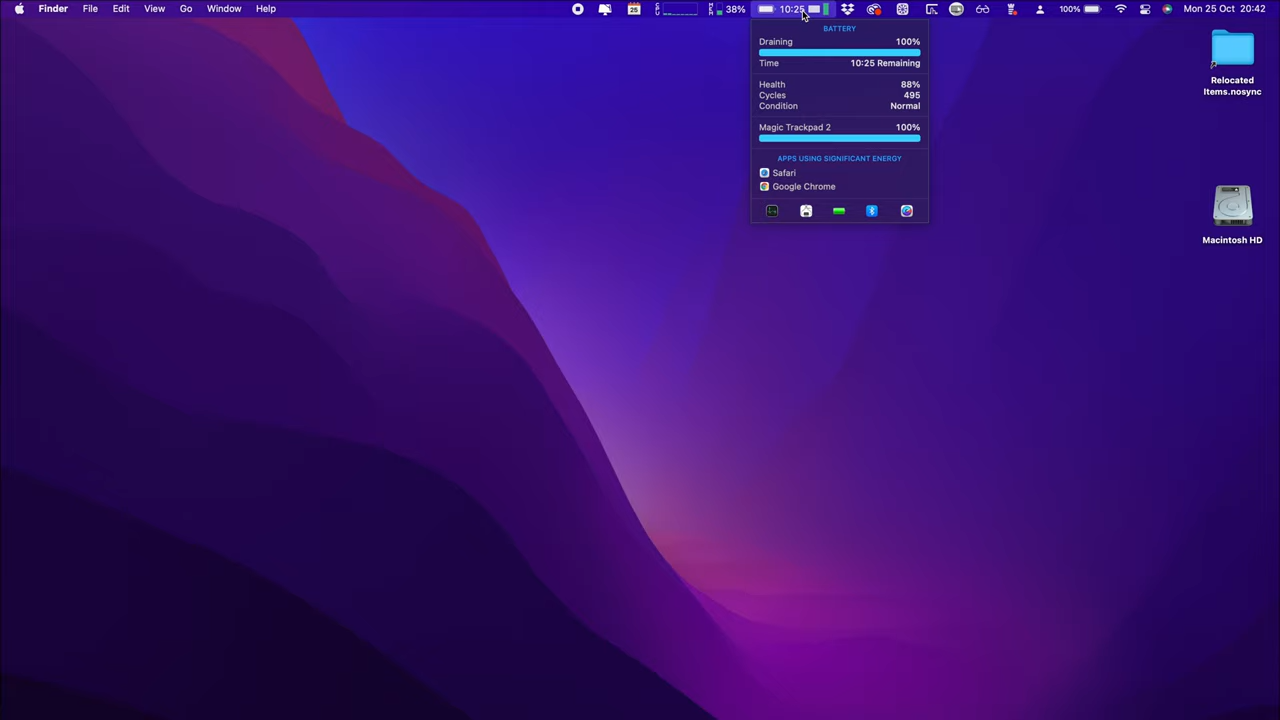 Finder File Edit View Go Window Help 25 38% 10:25 100% Mon 25 Oct 20:42
BATTERY
Draining 100%
Time 10:25 Remaining
Health 88%
Cycles 495
Condition Normal
Magic Trackpad 2 100%
APPS USING SIGNIFICANT ENERGY
Safari
Google Chrome
Relocated
Items.nosync
Macintosh HD